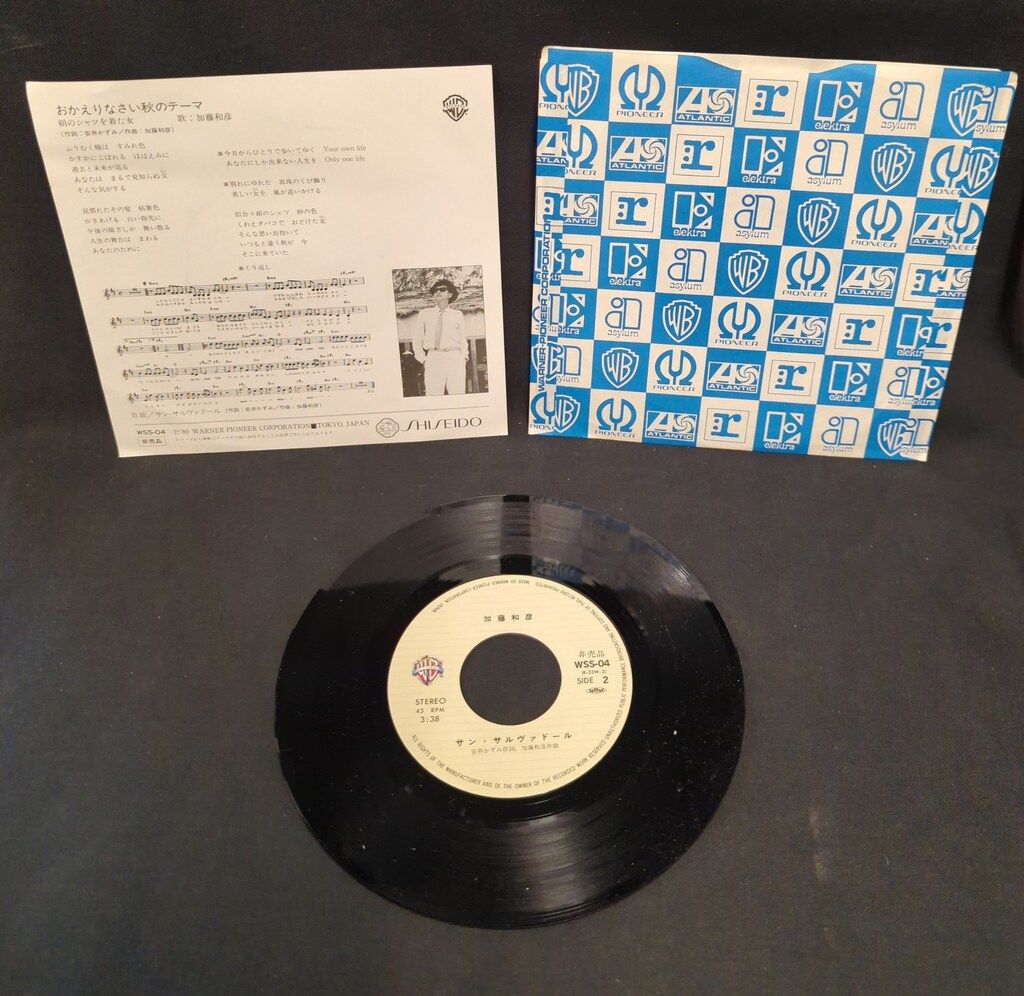 おかえりなさい秋のテーマ
絹のシャツを着た女 歌：加藤和彦
(作詞：安井かずみ／作曲：加藤和彦)
ふりむく瞳は すみれ色
かすかにこぼれる ほほえみに
過去と未来が混る
あなたは まるで見知らぬ女
そんな気がする
見慣れたその髪 枯葉色
かきあげる 白い指先に
午後の陽ざしが 舞い散る
人生の舞台は まわる
あなたのために
※今日からひとりで歩いてゆく Your own life
あなたにしか出来ない人生を Only one life
※別れにゆれた 真珠のくび飾り
美しい女を 風が追いかける
似合う絹のシャツ 砂の色
くわえタバコで おどけた女
そんな思い出抱いて
いつもと違う秋が 今
そこに来ていた
※くり返し
B面／サン・サルヴァドール (作詞：安井かずみ／作曲：加藤和彦)
WSS-04
非売品
Ⓟ'80 WARNER-PIONEER CORPORATION■TOKYO, JAPAN
SHISEIDO
WB PIONEER ATLANTIC elektra asylum
WARNER-PIONEER CORPORATION
加藤和彦
非売品
WSS-04
SIDE 2
STEREO
45 RPM
3:38
サン・サルヴァドール
安井かずみ作詞、加藤和彦作曲
ALL RIGHTS OF THE MANUFACTURER AND OF THE OWNER OF THE RECORDED WORK RESERVED UNAUTHORISED PUBLIC PERFORMANCE BROADCASTING AND COPYING OF THIS RECORD PROHIBITED MADE BY WARNER-PIONEER CORPORATION, JAPAN